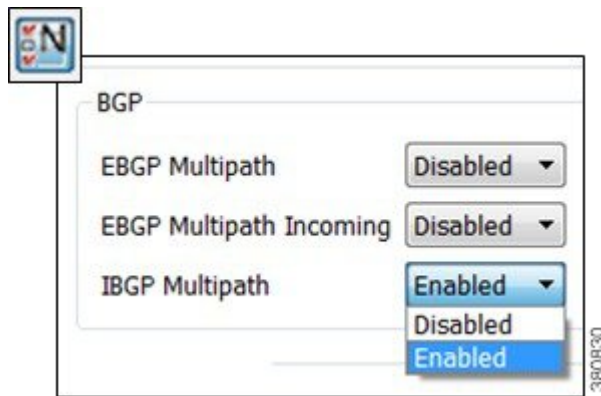 N
BGP
EBGP Multipath Disabled
EBGP Multipath Incoming Disabled
IBGP Multipath Enabled
Disabled
Enabled
380830